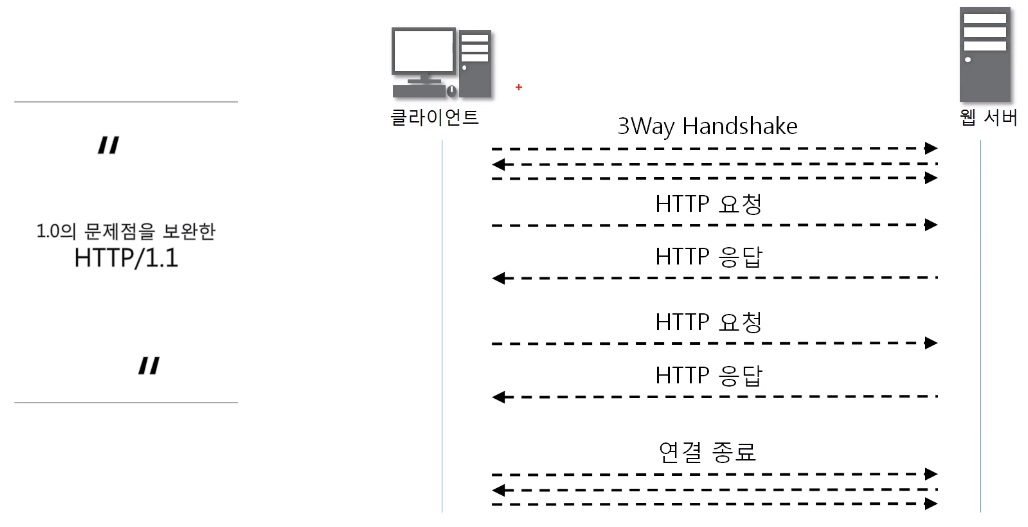 클라이언트
웹 서버
〃
1.0의 문제점을 보완한
HTTP/1.1
〃
3Way Handshake
HTTP 요청
HTTP 응답
HTTP 요청
HTTP 응답
연결 종료